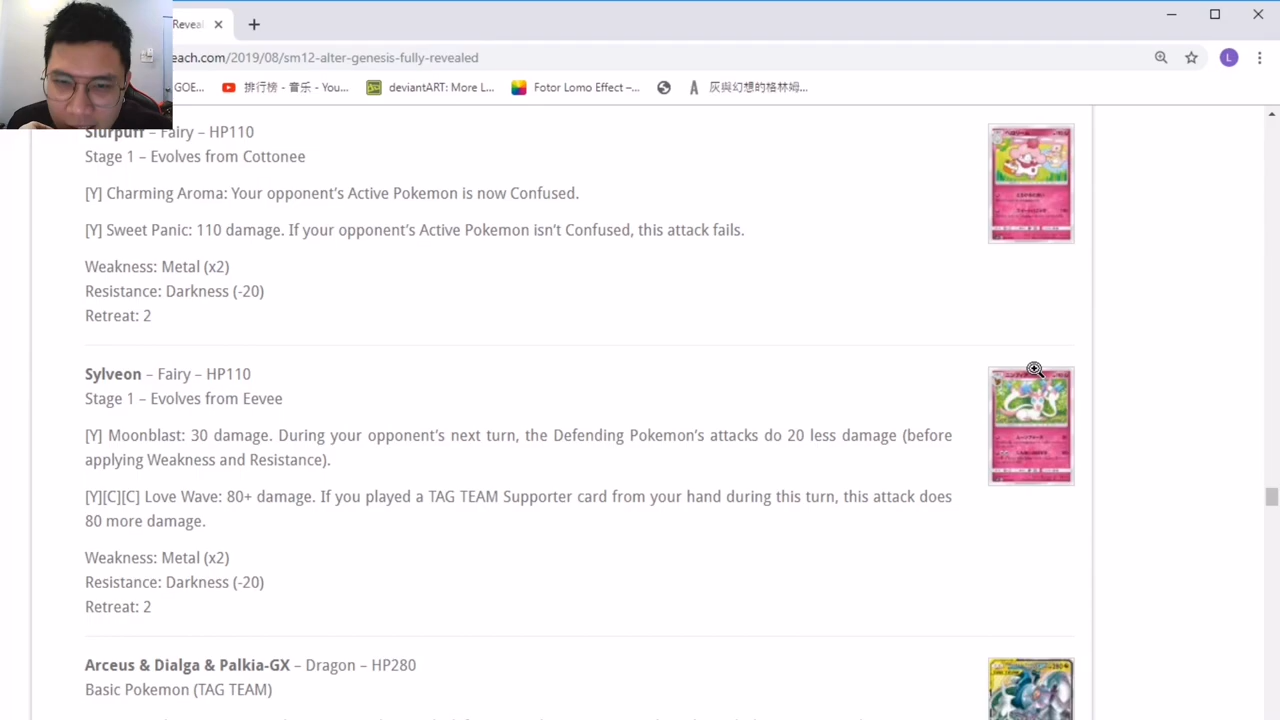 Reveal
each.com/2019/08/sm12-alter-genesis-fully-revealed
GOE...
排行榜 - 音乐 - You...
deviantART: More L...
Fotor Lomo Effect –...
灰與幻想的格林姆...
Slurpuff – Fairy – HP110
Stage 1 – Evolves from Cottonee
[Y] Charming Aroma: Your opponent's Active Pokemon is now Confused.
[Y] Sweet Panic: 110 damage. If your opponent's Active Pokemon isn't Confused, this attack fails.
Weakness: Metal (x2)
Resistance: Darkness (-20)
Retreat: 2
Sylveon – Fairy – HP110
Stage 1 – Evolves from Eevee
[Y] Moonblast: 30 damage. During your opponent's next turn, the Defending Pokemon's attacks do 20 less damage (before
applying Weakness and Resistance).
[Y][C][C] Love Wave: 80+ damage. If you played a TAG TEAM Supporter card from your hand during this turn, this attack does
80 more damage.
Weakness: Metal (x2)
Resistance: Darkness (-20)
Retreat: 2
Arceus & Dialga & Palkia-GX – Dragon – HP280
Basic Pokemon (TAG TEAM)